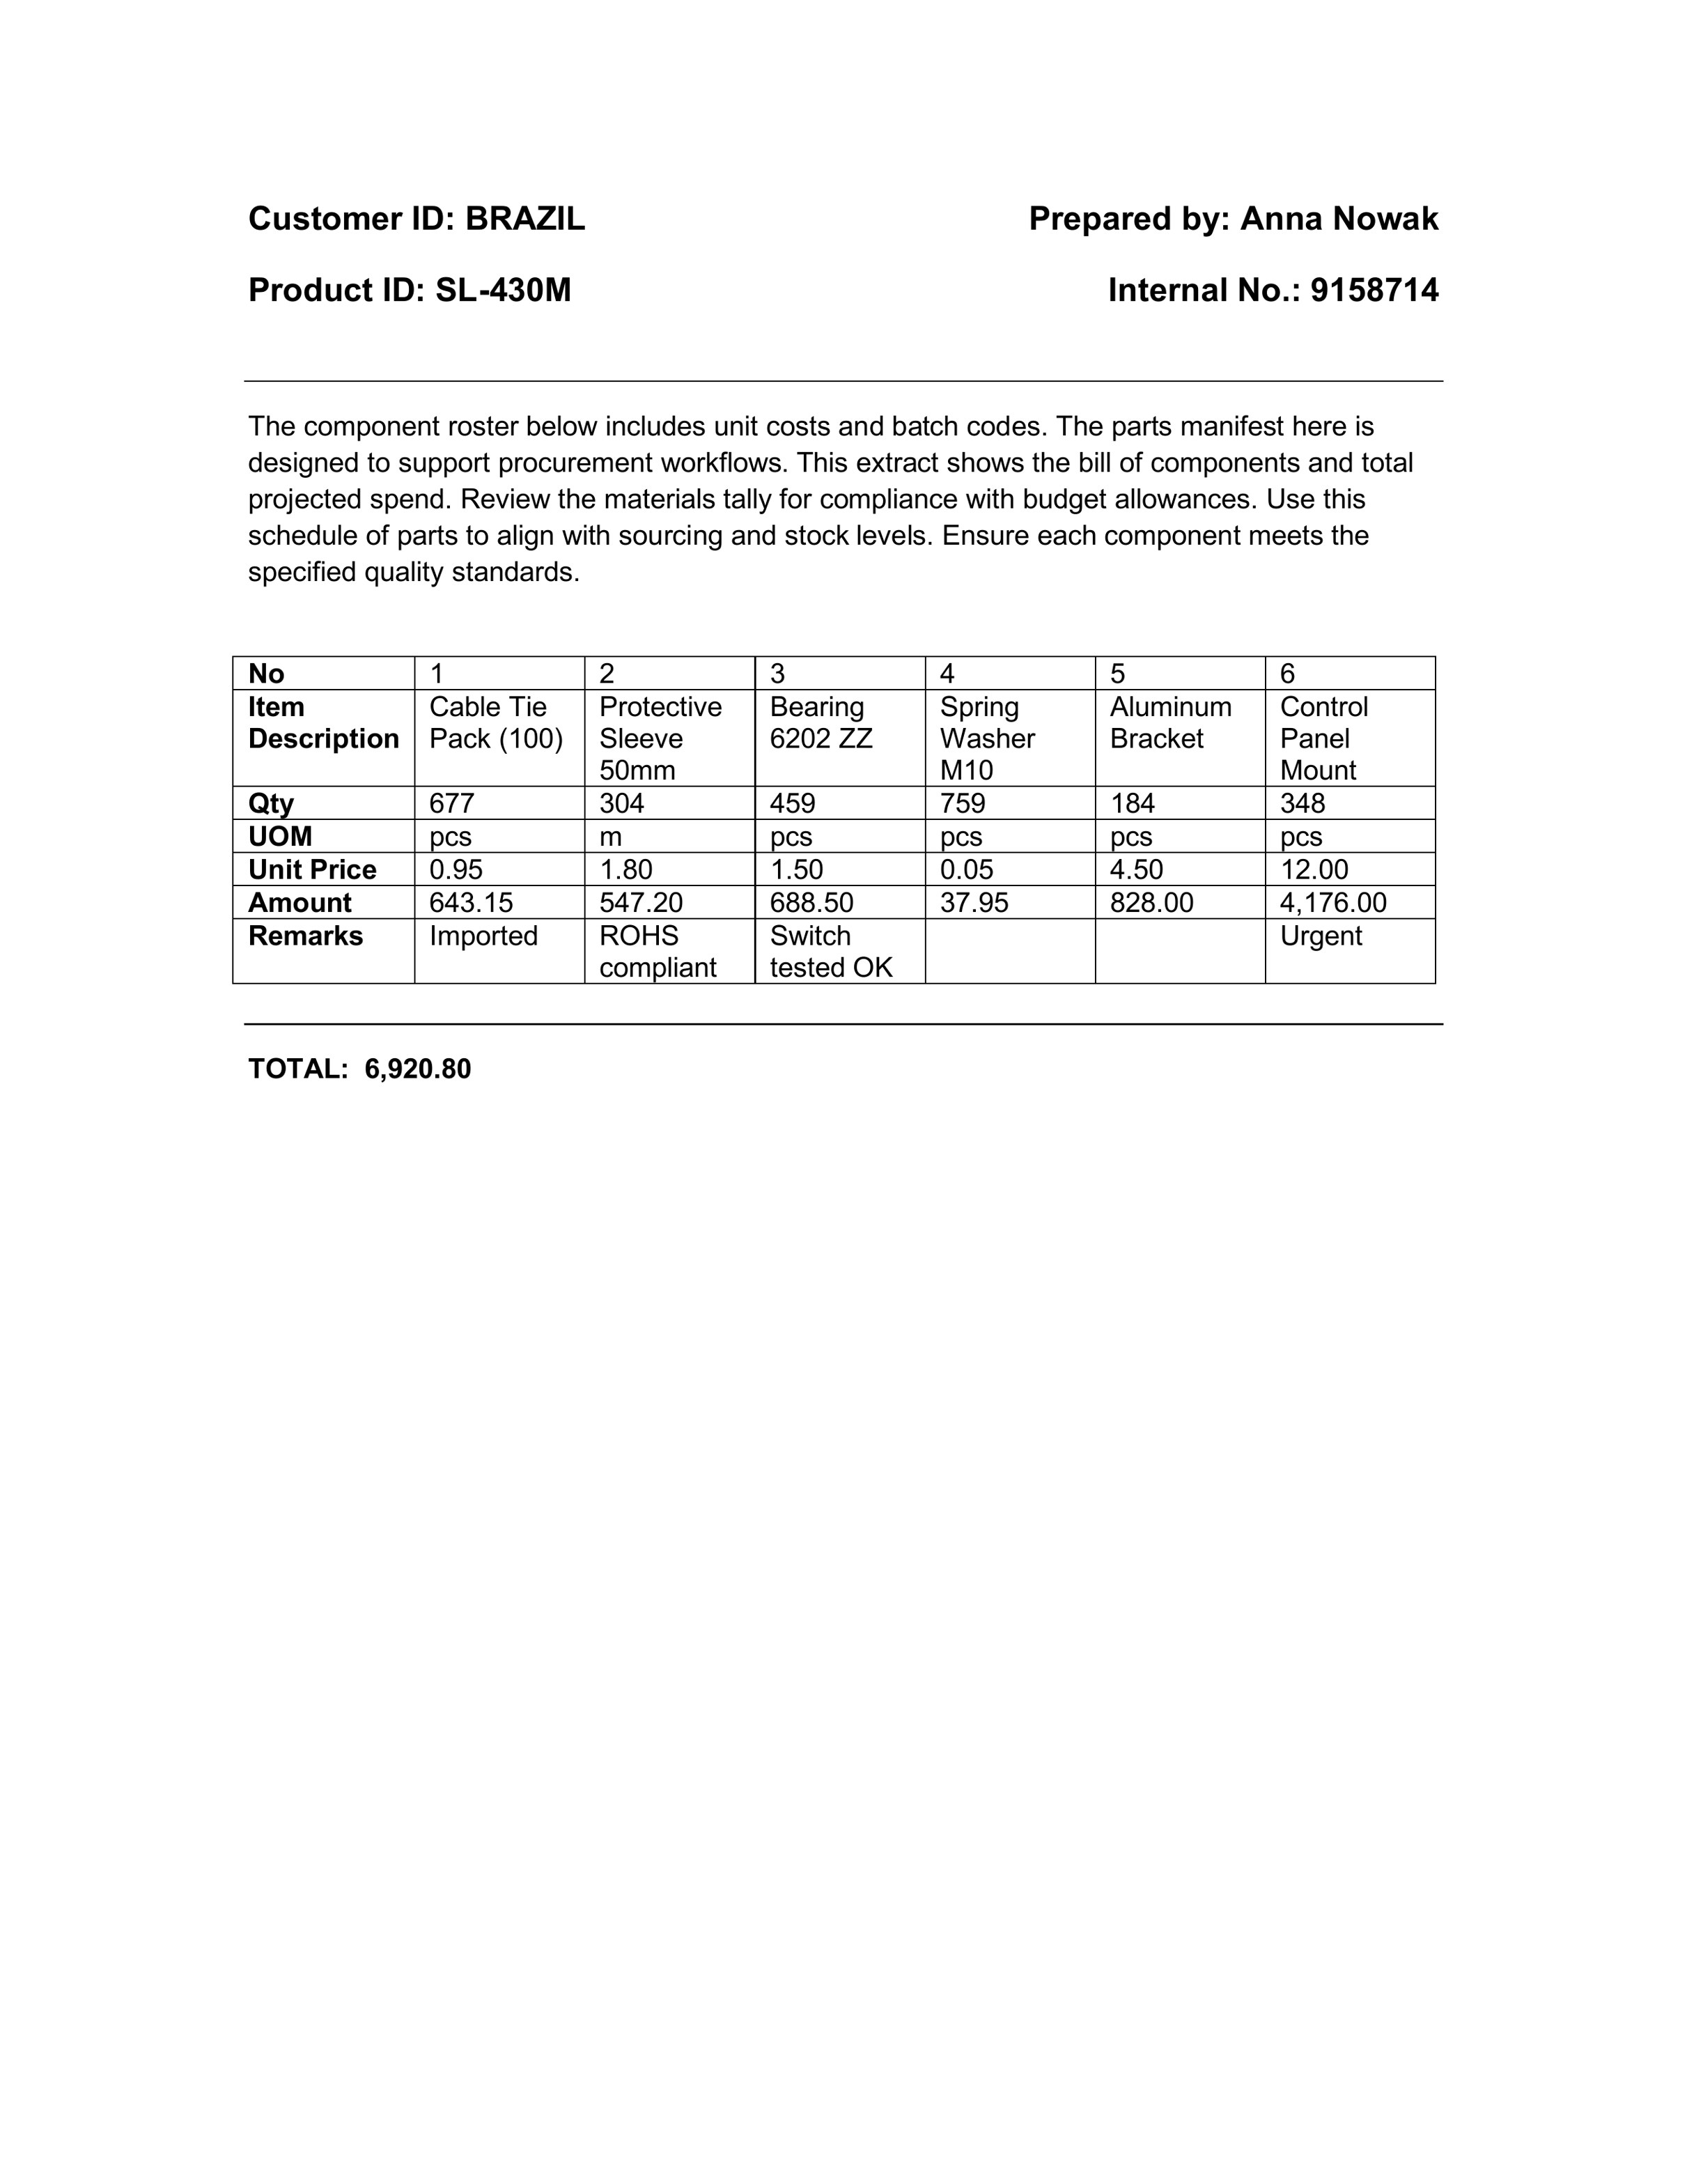 Customer ID: BRAZIL Prepared by: Anna Nowak
Product ID: SL-430M Internal No.: 9158714
The component roster below includes unit costs and batch codes. The parts manifest here is
designed to support procurement workflows. This extract shows the bill of components and total
projected spend. Review the materials tally for compliance with budget allowances. Use this
schedule of parts to align with sourcing and stock levels. Ensure each component meets the
specified quality standards.
No 1 2 3 4 5 6
Item Cable Tie Protective Bearing Spring Aluminum Control
Description Pack (100) Sleeve 6202 ZZ Washer Bracket Panel
50mm M10 Mount
Qty 677 304 459 759 184 348
UOM pcs m pcs pcs pcs pcs
Unit Price 0.95 1.80 1.50 0.05 4.50 12.00
Amount 643.15 547.20 688.50 37.95 828.00 4,176.00
Remarks Imported ROHS Switch Urgent
compliant tested OK
TOTAL: 6,920.80